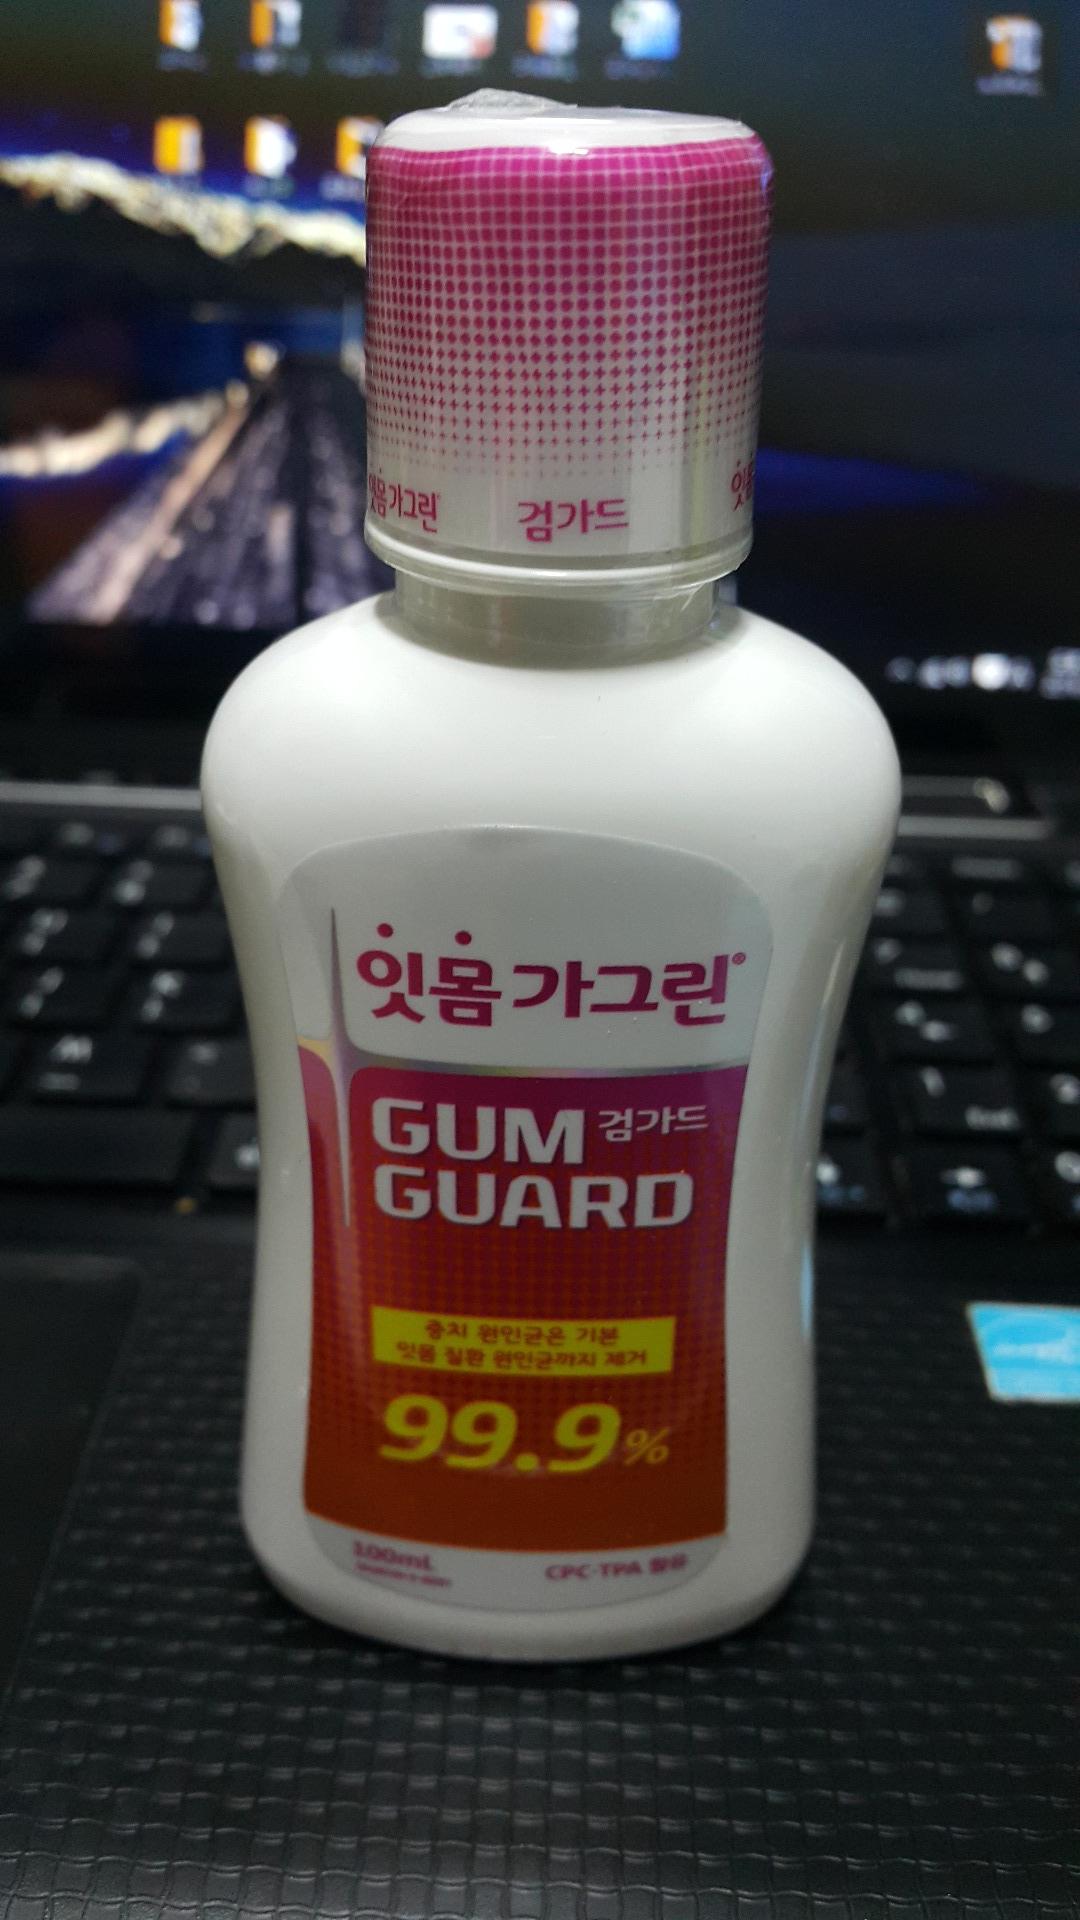 잇몸가그린
검가드
잇몸
잇몸가그린®
GUM 검가드
GUARD
충치 원인균은 기본
잇몸 질환 원인균까지 제거
99.9%
100mL
CPC·TPA 함유